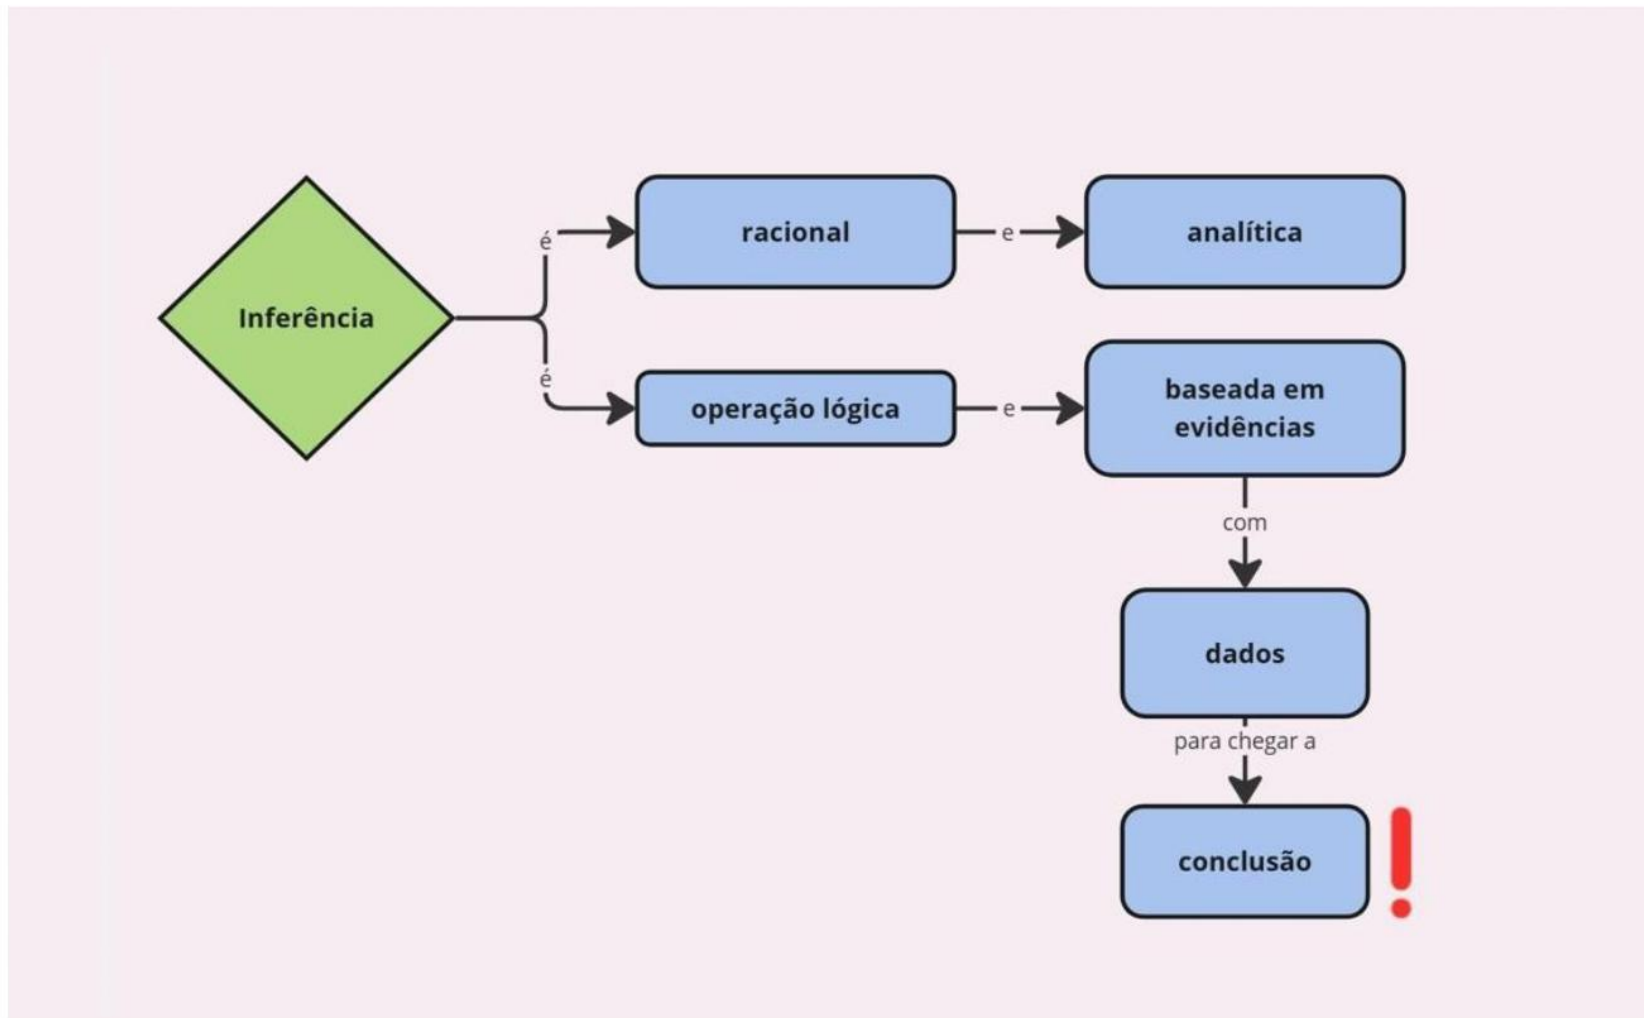 Inferência
é
racional
e
analítica
é
operação lógica
e
baseada em
evidências
com
dados
para chegar a
conclusão